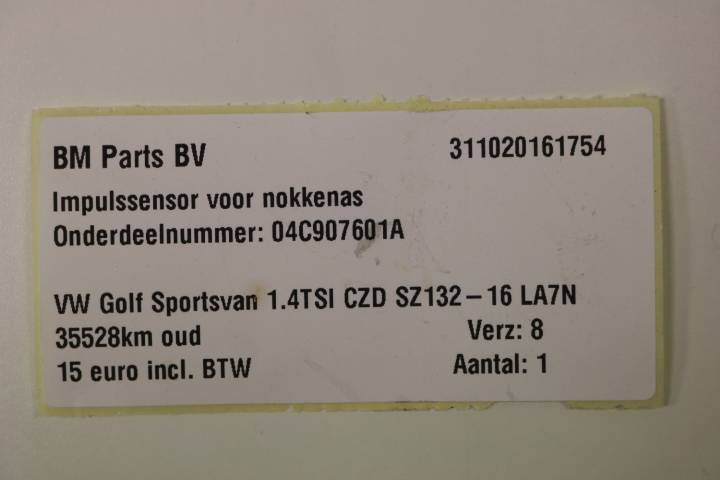 BM Parts BV 311020161754
Impulssensor voor nokkenas
Onderdeelnummer: 04C907601A
VW Golf Sportsvan 1.4TSI CZD SZ132-16 LA7N
35528km oud Verz: 8
15 euro incl. BTW Aantal: 1